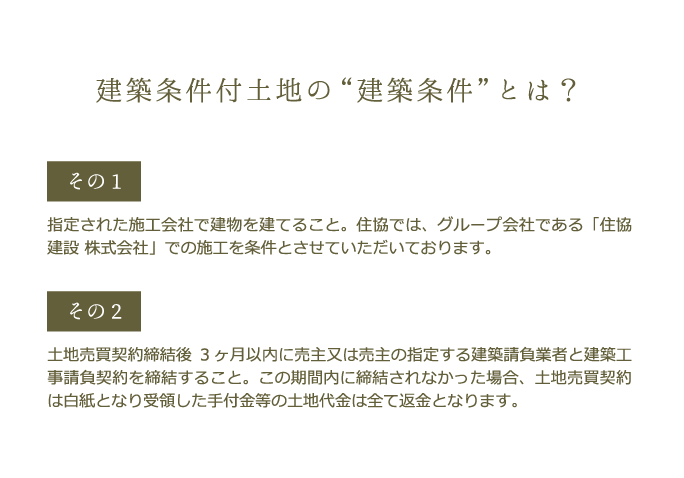 建築条件付土地の“建築条件”とは？
その１
指定された施工会社で建物を建てること。住協では、グループ会社である「住協
建設 株式会社」での施工を条件とさせていただいております。
その２
土地売買契約締結後 ３ヶ月以内に売主又は売主の指定する建築請負業者と建築工
事請負契約を締結すること。この期間内に締結されなかった場合、土地売買契約
は白紙となり受領した手付金等の土地代金は全て返金となります。